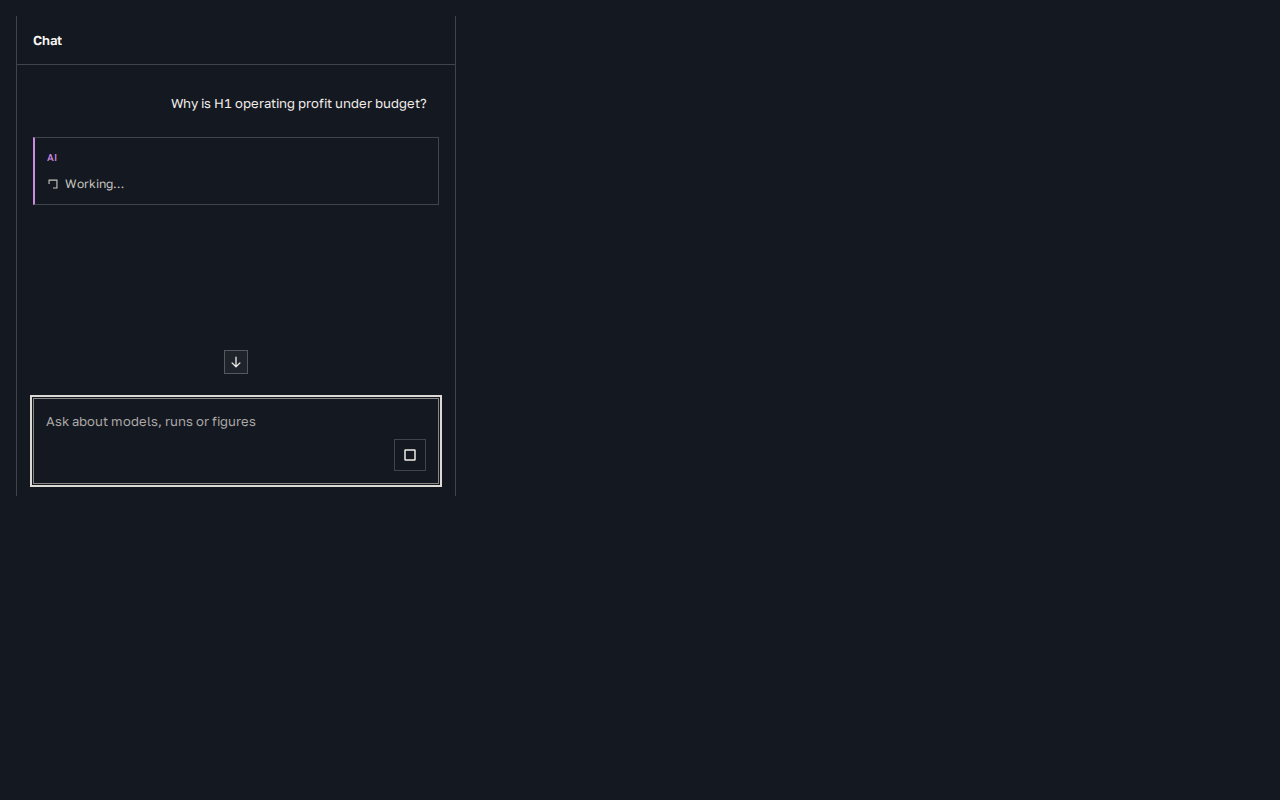 Chat
Why is H1 operating profit under budget?
AI
Working...
Ask about models, runs or figures